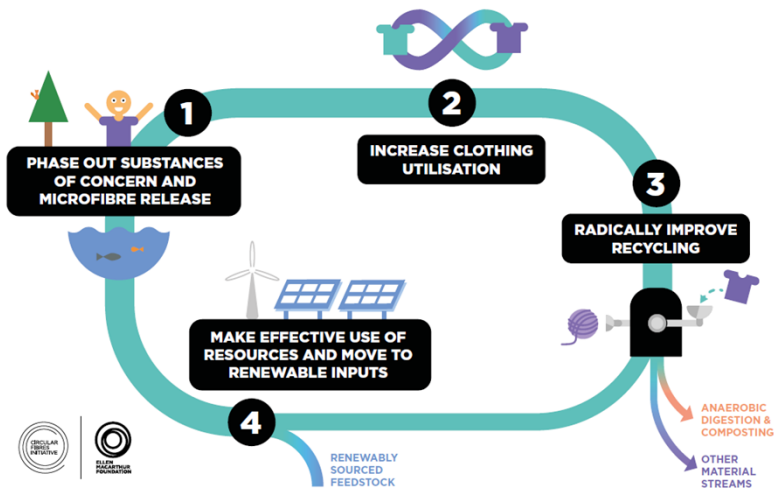 1
PHASE OUT SUBSTANCES
OF CONCERN AND
MICROFIBRE RELEASE
2
INCREASE CLOTHING
UTILISATION
3
RADICALLY IMPROVE
RECYCLING
MAKE EFFECTIVE USE OF
RESOURCES AND MOVE TO
RENEWABLE INPUTS
4
RENEWABLY
SOURCED
FEEDSTOCK
ANAEROBIC
DIGESTION &
COMPOSTING
OTHER
MATERIAL
STREAMS
CIRCULAR
FIBRES
INITIATIVE
ELLEN
MACARTHUR
FOUNDATION